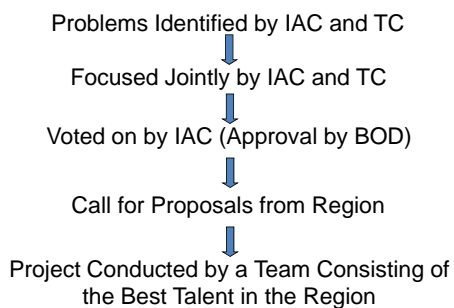 Problems Identified by IAC and TC
Focused Jointly by IAC and TC
Voted on by IAC (Approval by BOD)
Call for Proposals from Region
Project Conducted by a Team Consisting of
the Best Talent in the Region